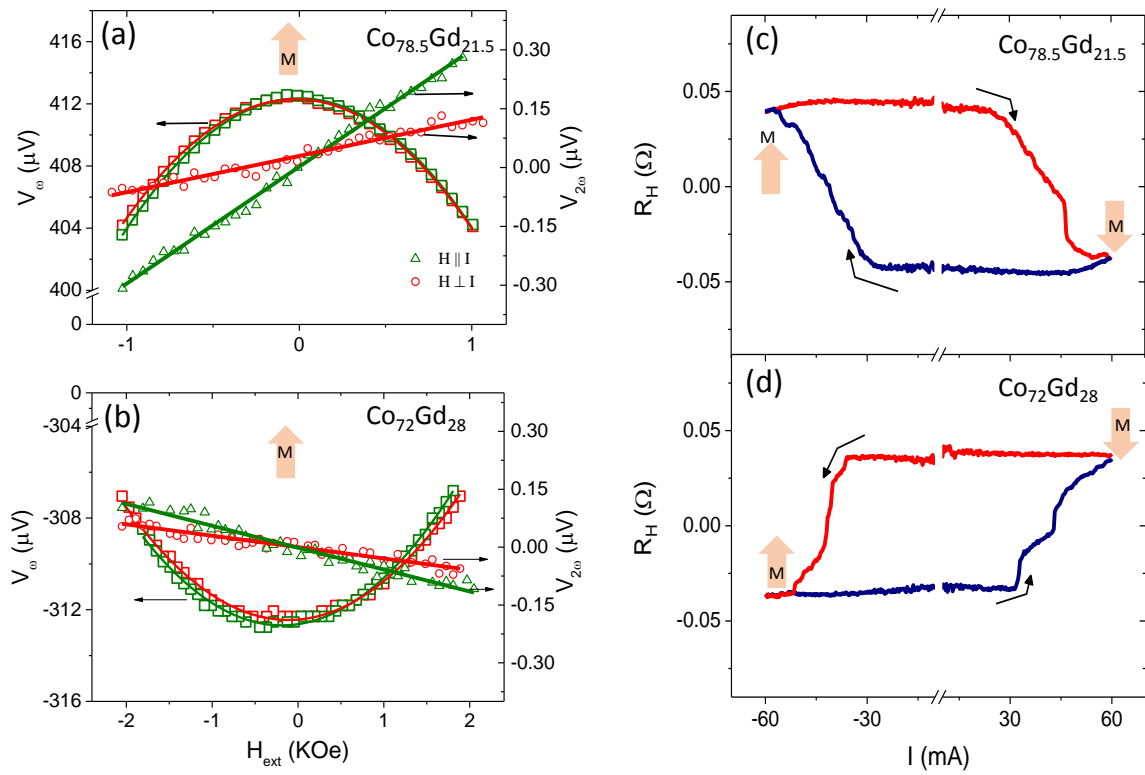 (a)
Co78.5Gd21.5
M
416
412
408
404
400
0
Vω (μV)
0.30
0.15
0.00
-0.15
-0.30
V2ω (μV)
H || I
H ⊥ I
-1
0
1
(b)
Co72Gd28
M
0
-304
-308
-312
-316
Vω (μV)
0.30
0.15
0.00
-0.15
-0.30
V2ω (μV)
-2
-1
0
1
2
Hext (KOe)
(c)
Co78.5Gd21.5
0.05
0.00
-0.05
RH (Ω)
M
M
(d)
Co72Gd28
0.05
0.00
0.05
RH (Ω)
M
M
-60
-30
30
60
I (mA)